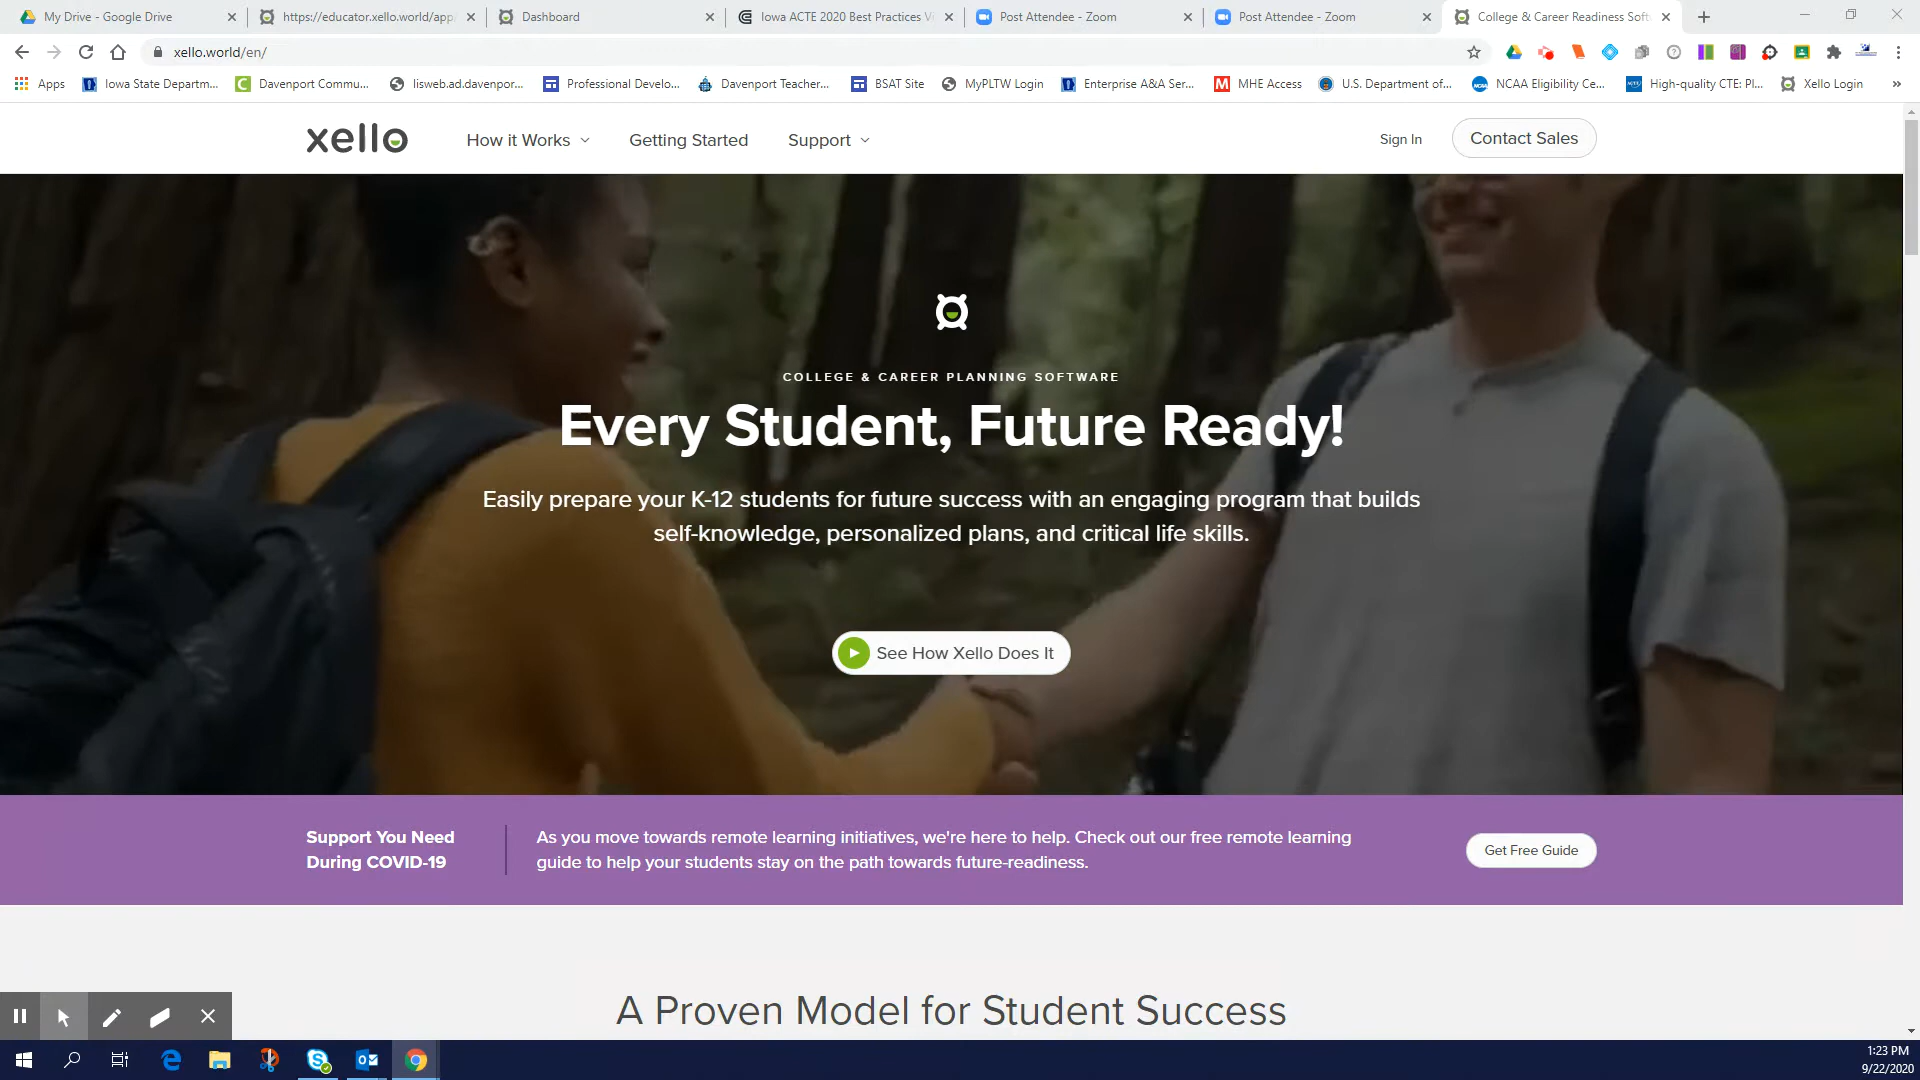 My Drive - Google Drive
https://educator.xello.world/app
Dashboard
Iowa ACTE 2020 Best Practices Vi
Post Attendee - Zoom
Post Attendee - Zoom
College & Career Readiness Soft
xello.world/en/
Apps
Iowa State Departm...
Davenport Commu...
lisweb.ad.davenpor...
Professional Develo...
Davenport Teacher...
BSAT Site
MyPLTW Login
Enterprise A&A Ser...
MHE Access
U.S. Department of...
NCAA Eligibility Ce...
High-quality CTE: Pl...
Xello Login
»
xello
How it Works
Getting Started
Support
Sign In
Contact Sales
COLLEGE & CAREER PLANNING SOFTWARE
Every Student, Future Ready!
Easily prepare your K-12 students for future success with an engaging program that builds
self-knowledge, personalized plans, and critical life skills.
See How Xello Does It
Support You Need
During COVID-19
As you move towards remote learning initiatives, we're here to help. Check out our free remote learning
guide to help your students stay on the path towards future-readiness.
Get Free Guide
A Proven Model for Student Success
1:23 PM
9/22/2020